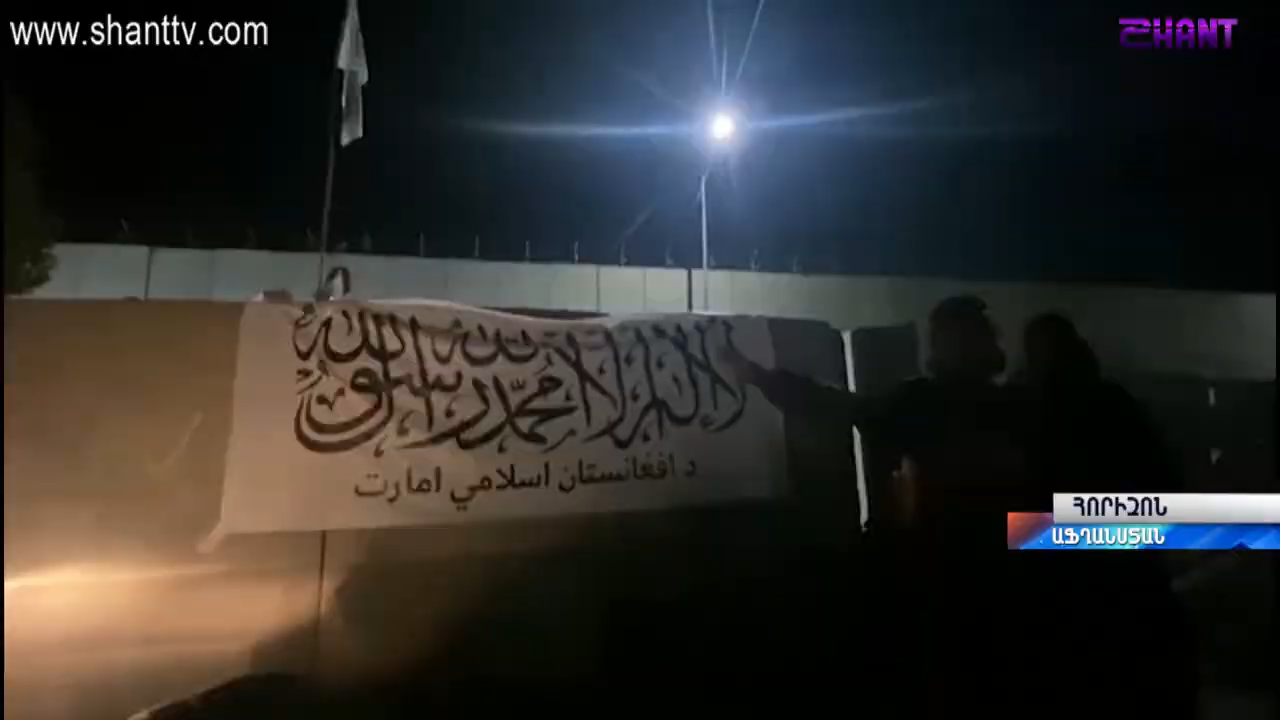 www.shanttv.com
SHANT
لا اله الا الله محمد رسول الله
د افغانستان اسلامي امارت
ՀՈՐԻԶՈՆ
ԱՖՂԱՆՍՏԱՆ